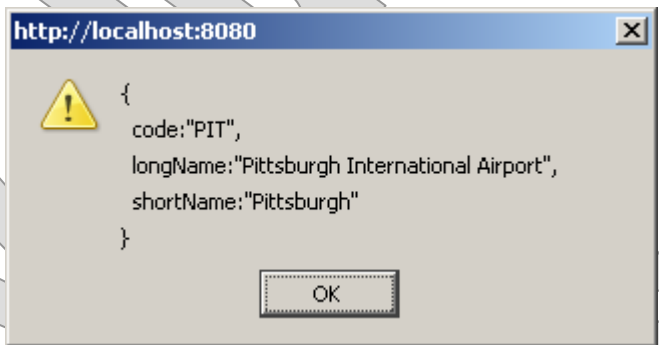 http://localhost:8080
{
code:"PIT",
longName:"Pittsburgh International Airport",
shortName:"Pittsburgh"
}
OK